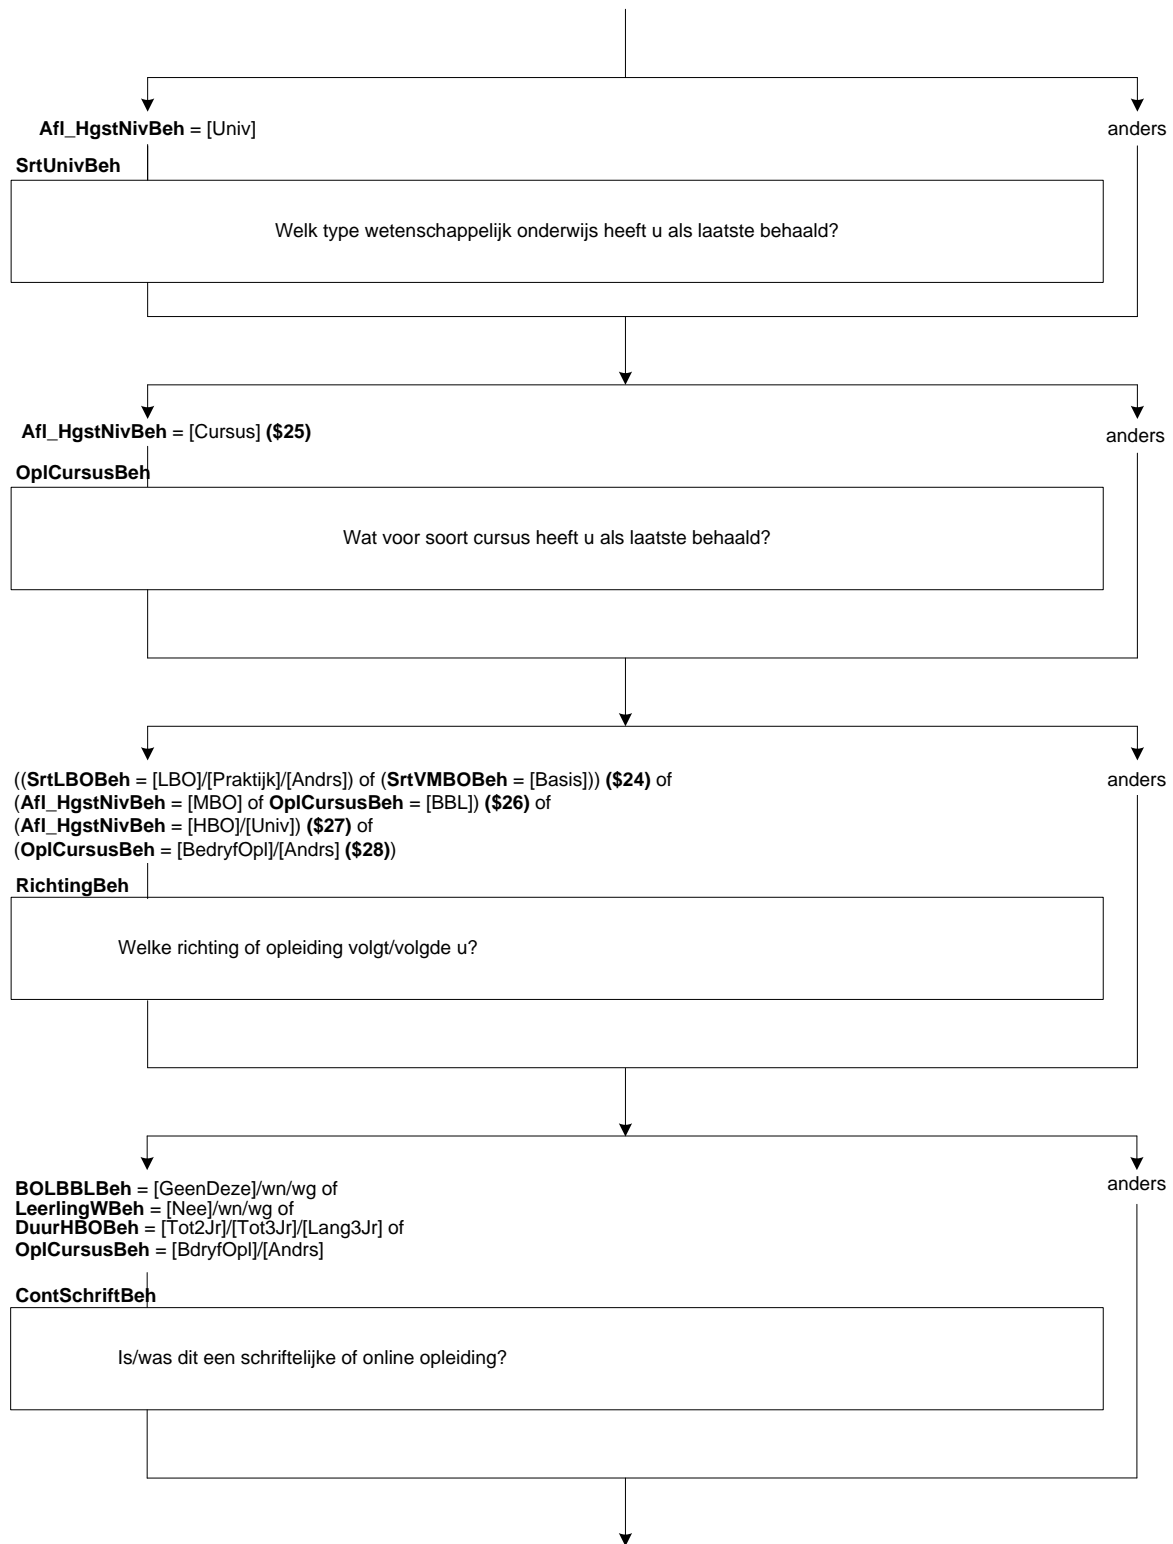 Afl_HgstNivBeh = [Univ]
anders
SrtUnivBeh
Welk type wetenschappelijk onderwijs heeft u als laatste behaald?
Afl_HgstNivBeh = [Cursus] ($25)
anders
OplCursusBeh
Wat voor soort cursus heeft u als laatste behaald?
((SrtLBOBeh = [LBO]/[Praktijk]/[Andrs]) of (SrtVMBOBeh = [Basis])) ($24) of
anders
(Afl_HgstNivBeh = [MBO] of OplCursusBeh = [BBL]) ($26) of
(Afl_HgstNivBeh = [HBO]/[Univ]) ($27) of
(OplCursusBeh = [BedryfOpl]/[Andrs] ($28))
RichtingBeh
Welke richting of opleiding volgt/volgde u?
BOLBBLBeh = [GeenDeze]/wn/wg of
anders
LeerlingWBeh = [Nee]/wn/wg of
DuurHBOBeh = [Tot2Jr]/[Tot3Jr]/[Lang3Jr] of
OplCursusBeh = [BdryfOpl]/[Andrs]
ContSchriftBeh
Is/was dit een schriftelijke of online opleiding?